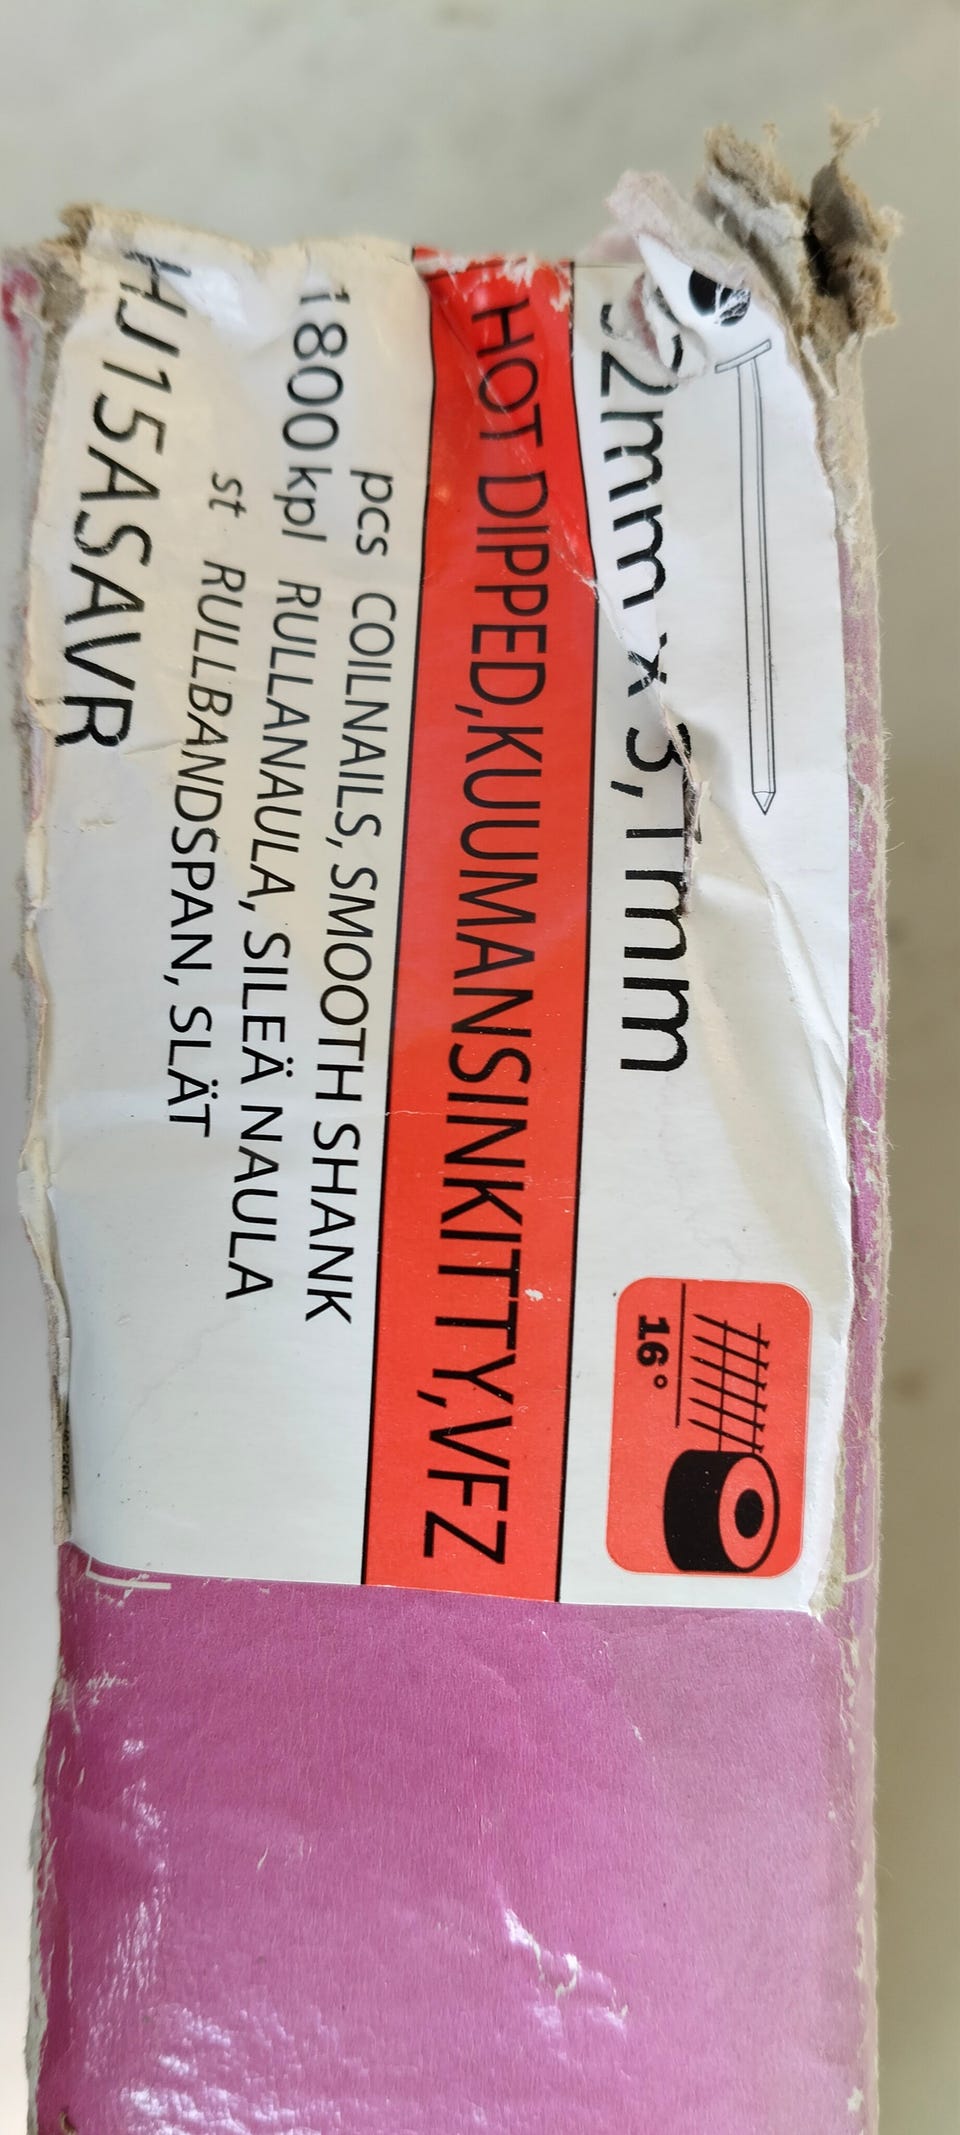 x 3,1mm
16°
HOT DIPPED,KUUMANSINKITTY,VFZ
pcs COILNAILS, SMOOTH SHANK
1800 kpl RULLANAULA, SILEÄ NAULA
st RULLBANDSPAN, SLÄT
HJ15ASAVR